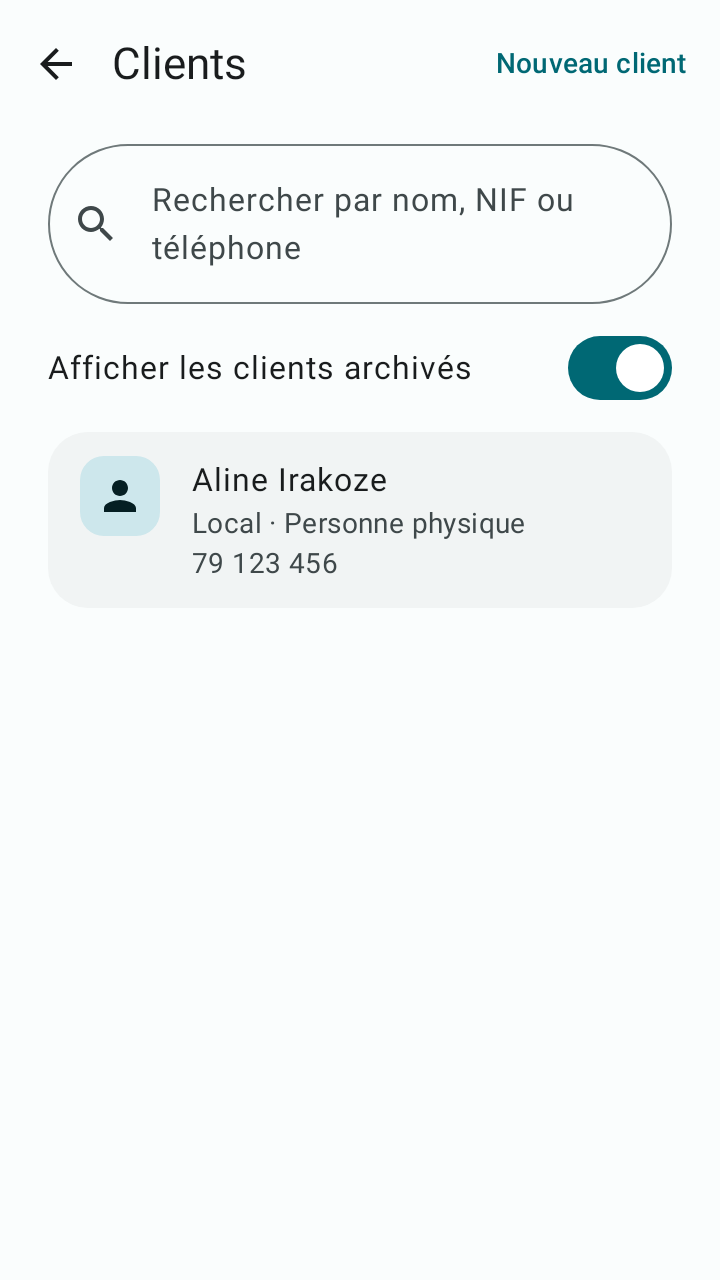 Clients
Nouveau client
Rechercher par nom, NIF ou
téléphone
Afficher les clients archivés
Aline Irakoze
Local · Personne physique
79 123 456